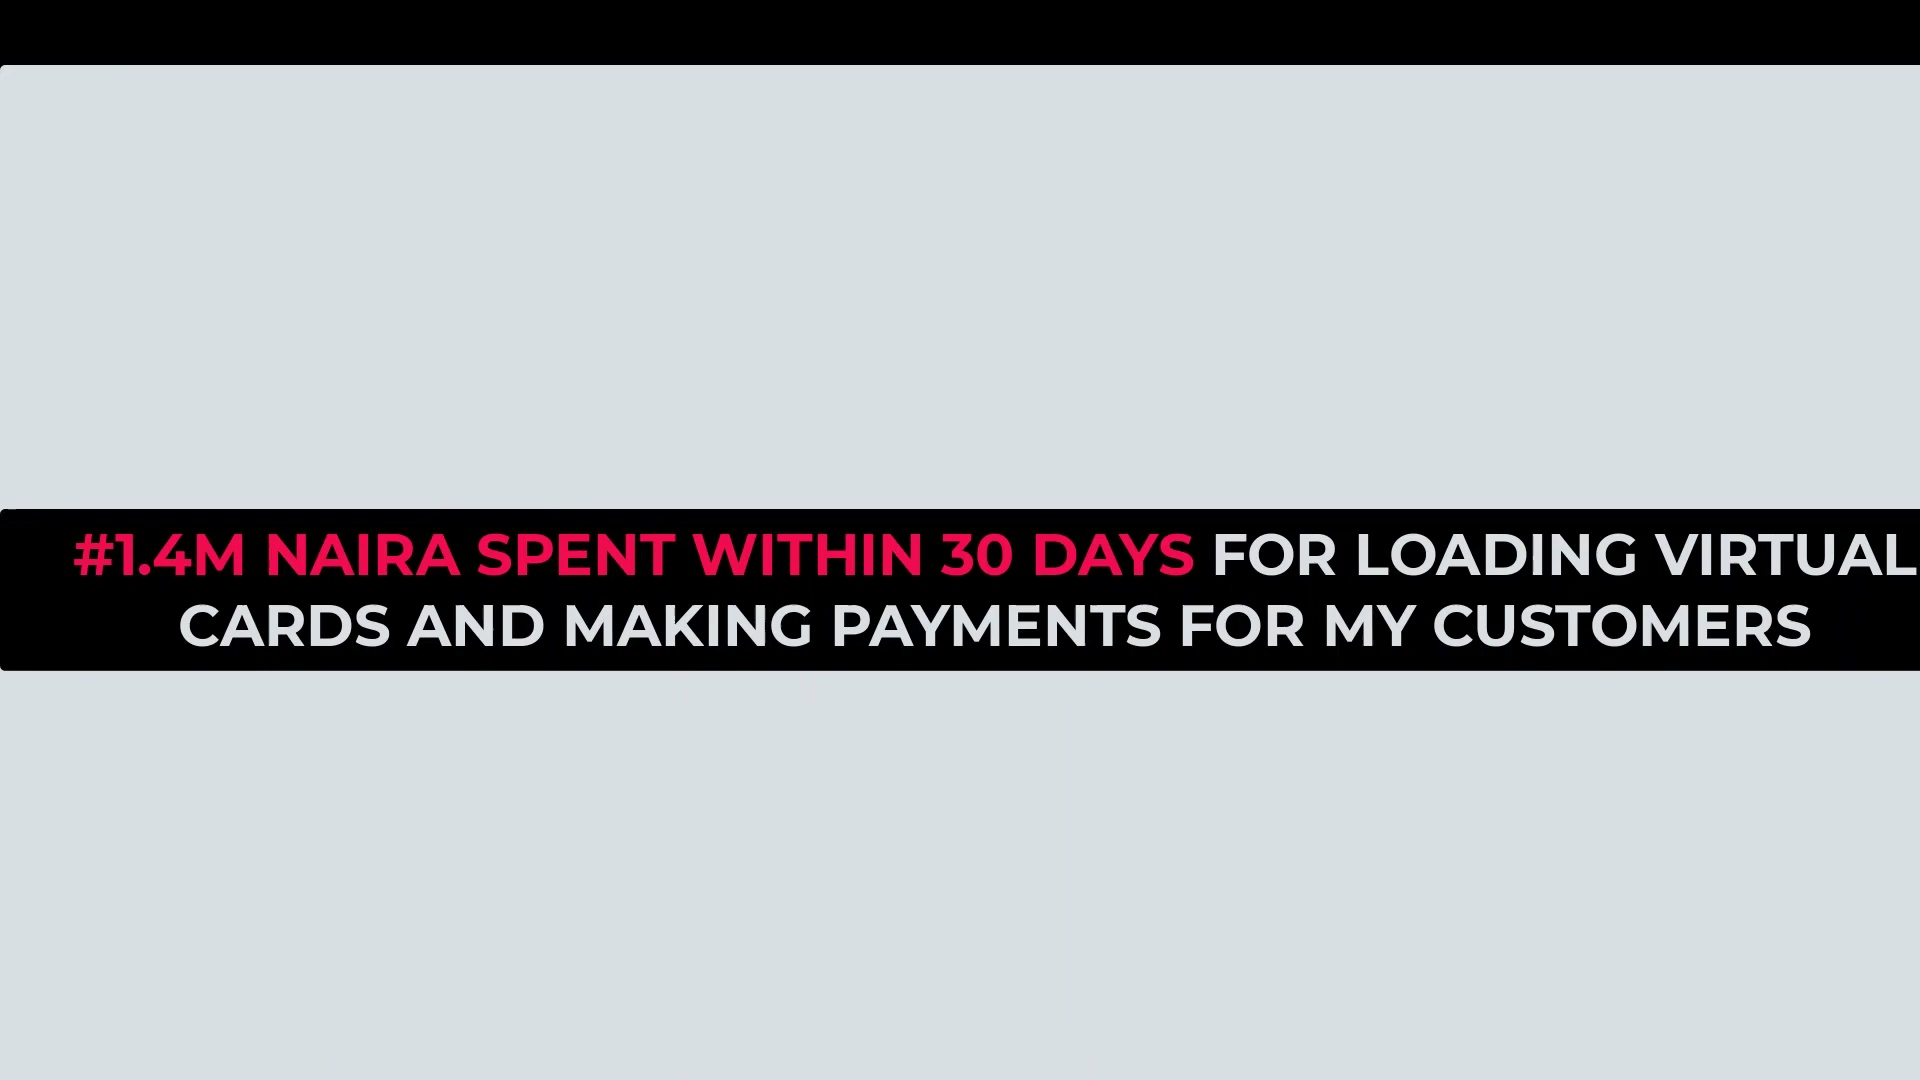 #1.4M NAIRA SPENT WITHIN 30 DAYS FOR LOADING VIRTUAL
CARDS AND MAKING PAYMENTS FOR MY CUSTOMERS